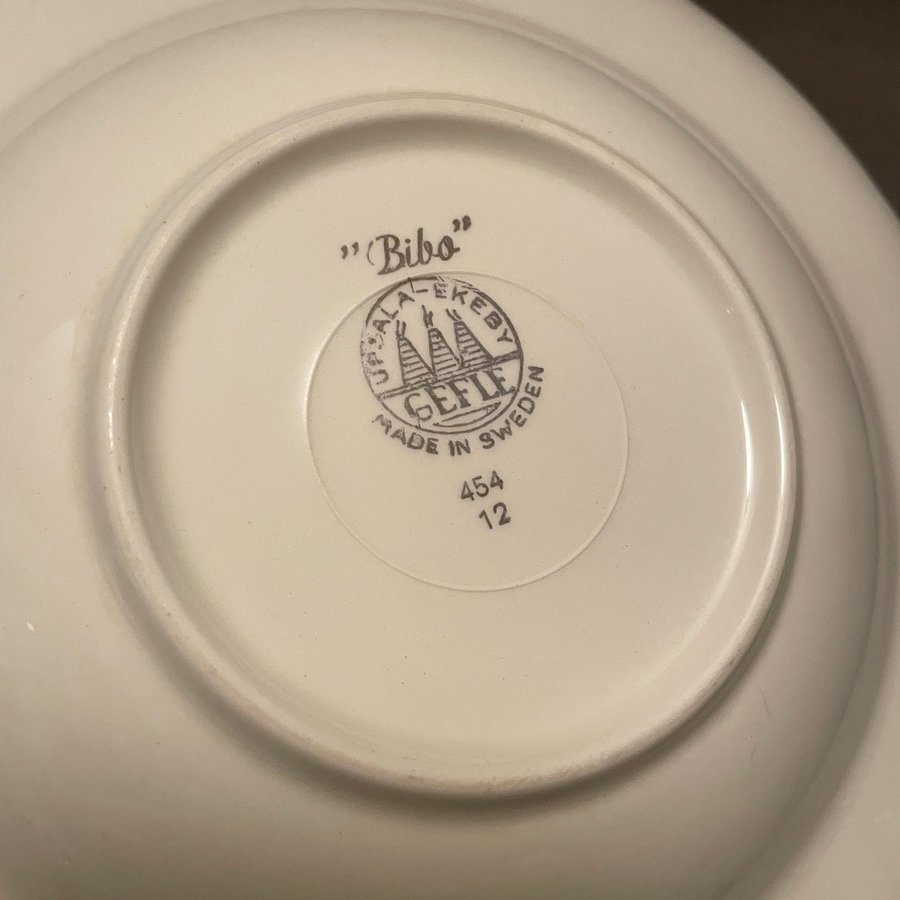 ”Bibo”
UPSALA-EKEBY
GEFLE
MADE IN SWEDEN
454
12